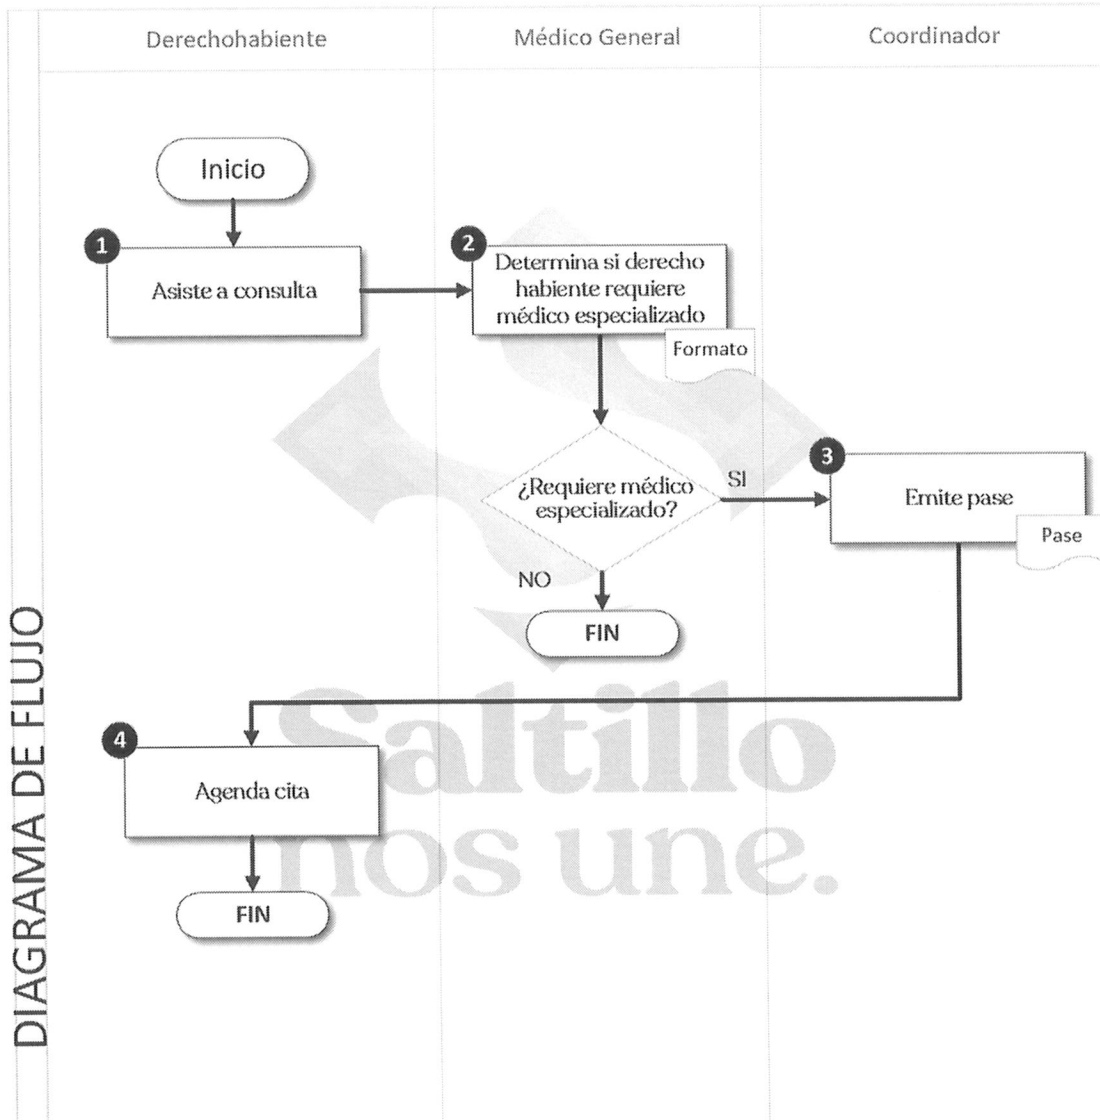 Derechohabiente
Médico General
Coordinador
DIAGRAMA DE FLUJO
Inicio
1
Asiste a consulta
2
Determina si derecho
habiente requiere
médico especializado
Formato
¿Requiere médico
especializado?
SI
NO
FIN
3
Emite pase
Pase
4
Agenda cita
FIN
Saltillo
nos une.